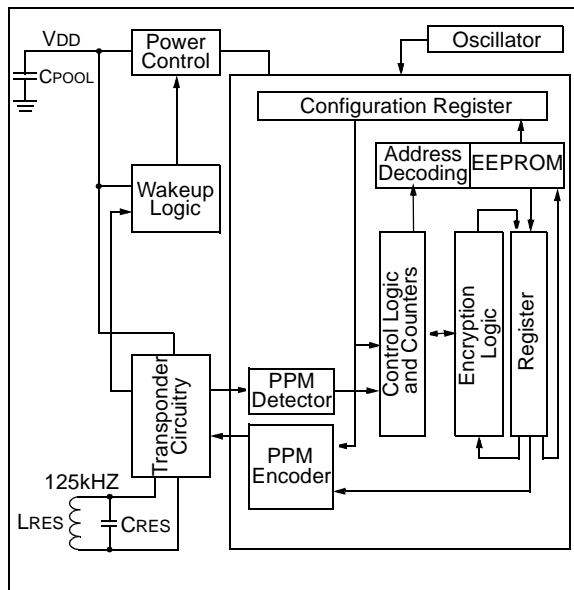 VDD
CPOOL
Power
Control
Oscillator
Configuration Register
Address
Decoding
EEPROM
Wakeup
Logic
Control Logic
and Counters
Encryption
Logic
Register
Transponder
Circuitry
PPM
Detector
PPM
Encoder
125kHZ
LRES
CRES